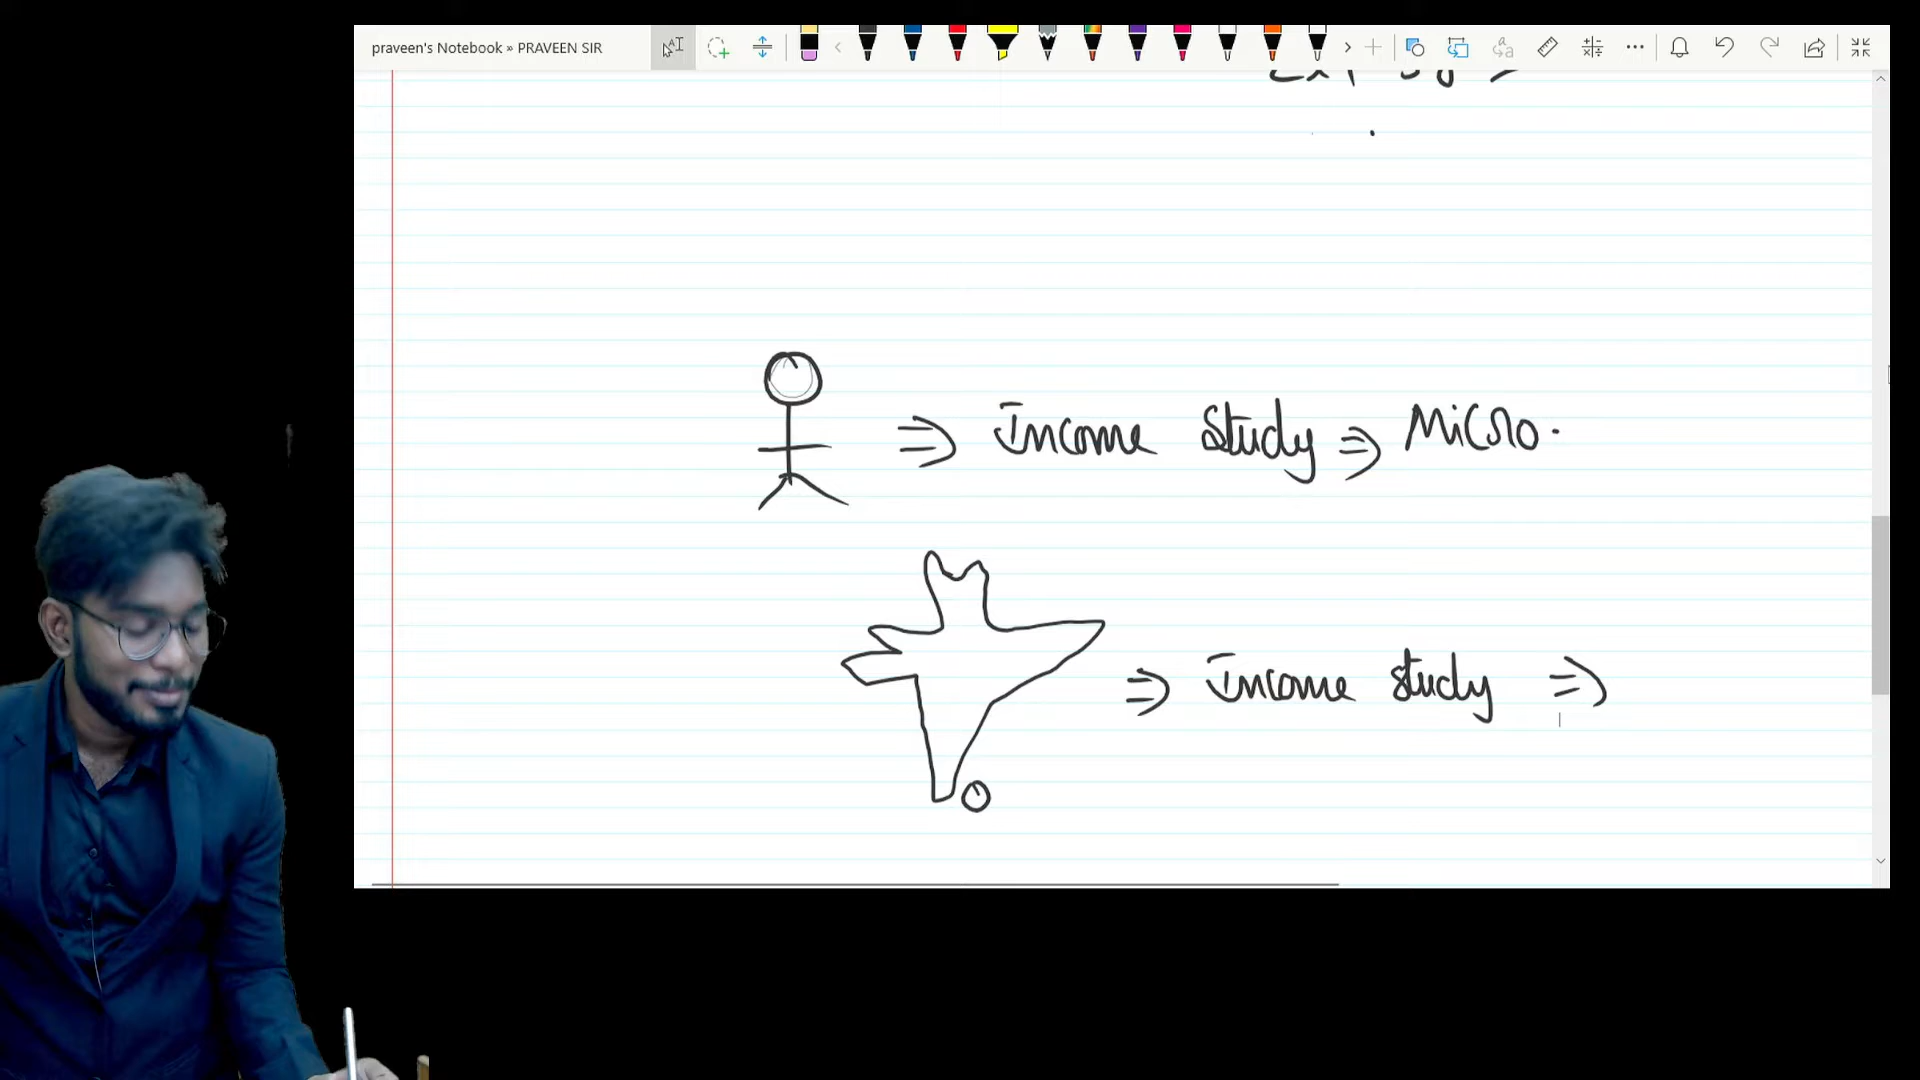 praveen's Notebook » PRAVEEN SIR
⇒ Income Study ⇒ Micro.
⇒ Income study ⇒